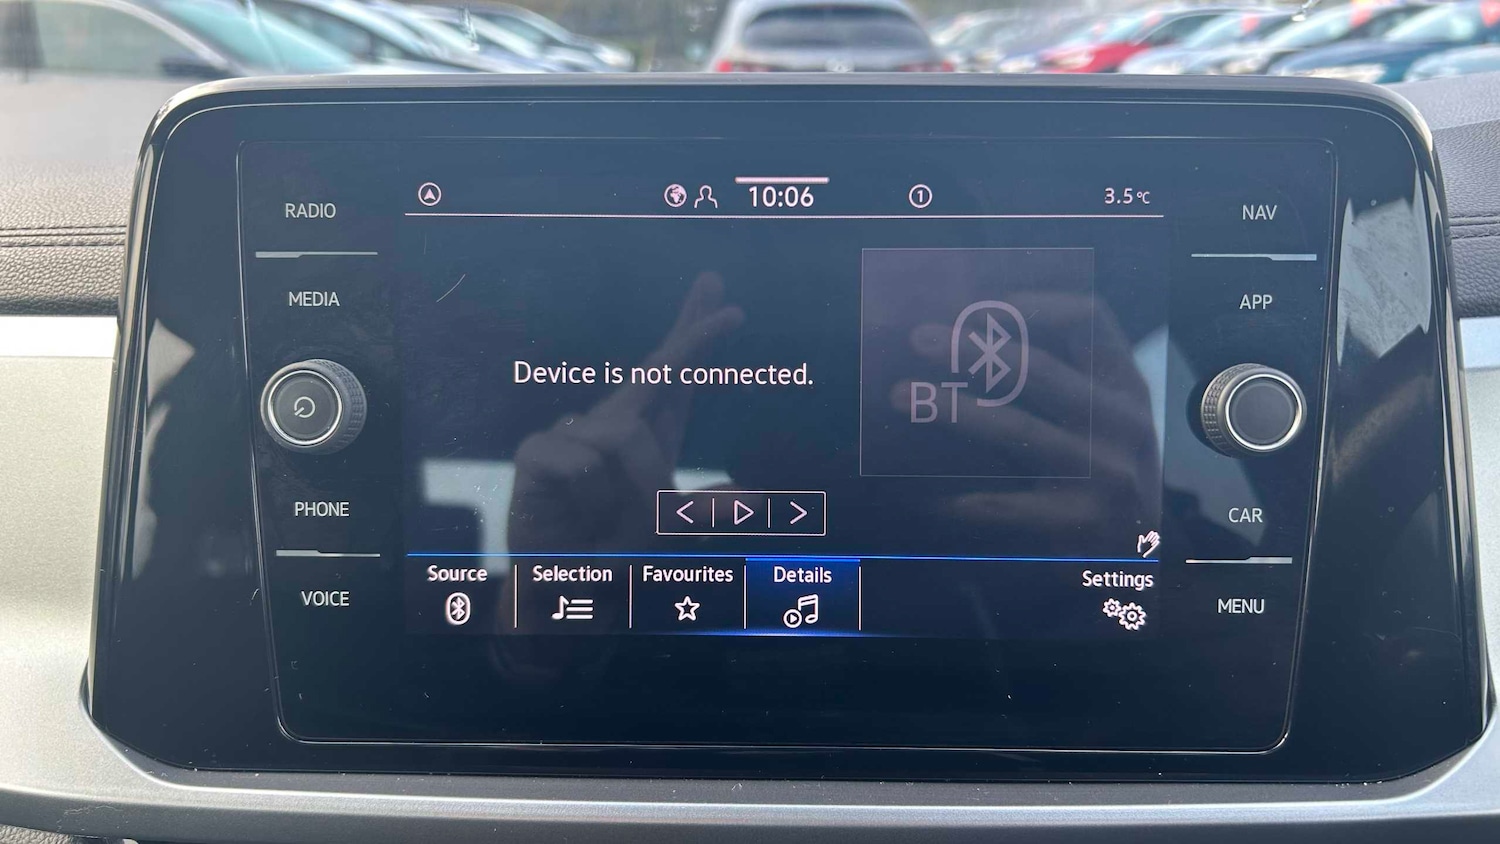 10:06
1
3.5°C
RADIO
MEDIA
PHONE
VOICE
Device is not connected.
BT
Source
Selection
Favourites
Details
Settings
NAV
APP
CAR
MENU